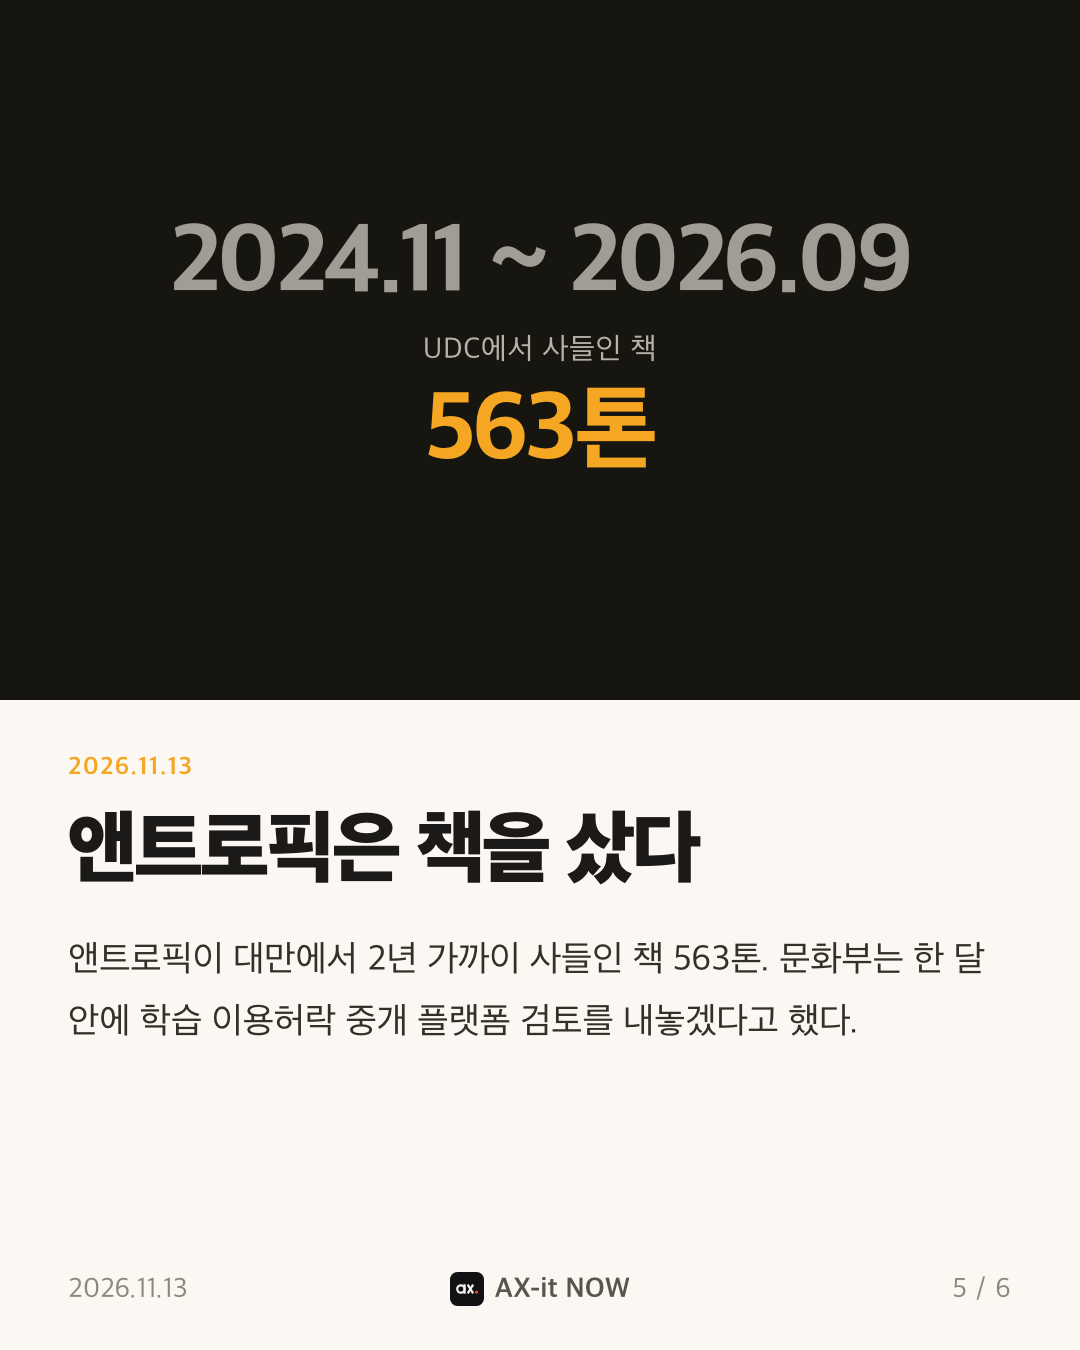 2024.11 ~ 2026.09
UDC에서 사들인 책
563톤
2026.11.13
앤트로픽은 책을 샀다
앤트로픽이 대만에서 2년 가까이 사들인 책 563톤. 문화부는 한 달
안에 학습 이용허락 중개 플랫폼 검토를 내놓겠다고 했다.
2026.11.13
ax.
AX-it NOW
5 / 6